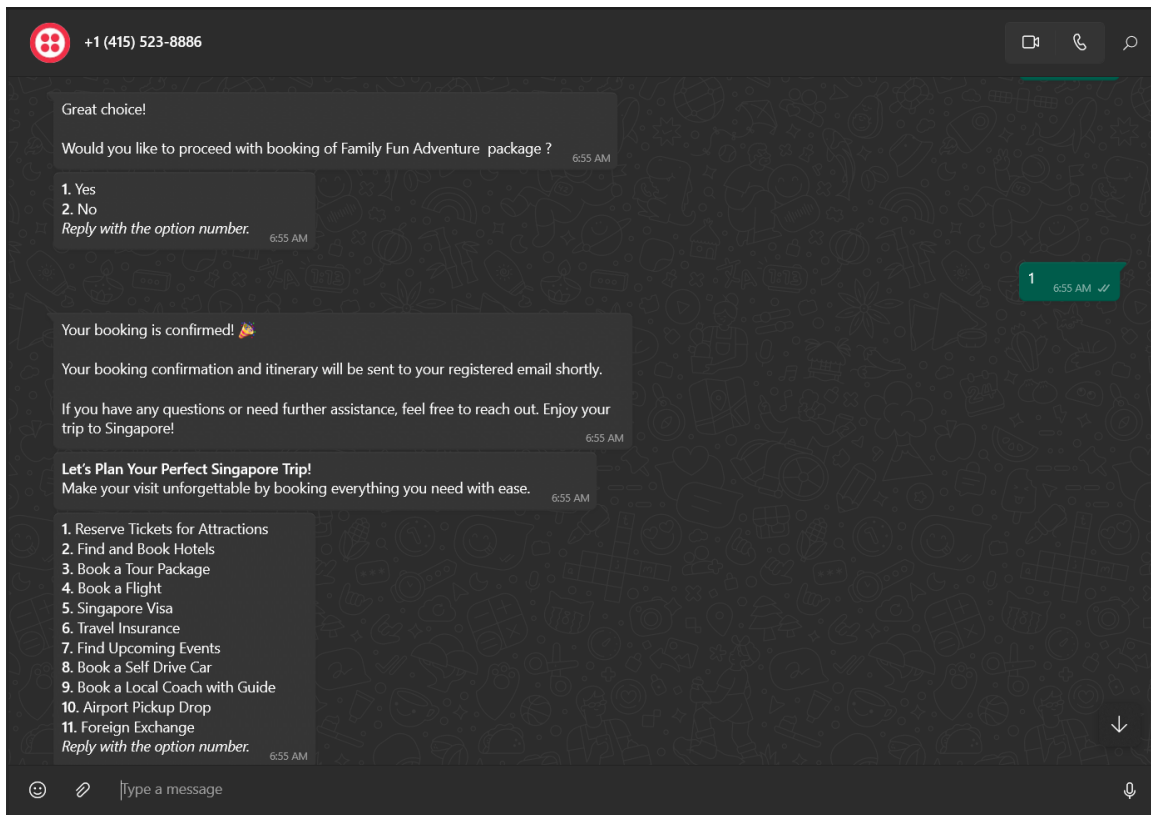 +1 (415) 523-8886
Great choice!
Would you like to proceed with booking of Family Fun Adventure  package ?
6:55 AM
1. Yes
2. No
Reply with the option number.
6:55 AM
1
6:55 AM
Your booking is confirmed! 🎉
Your booking confirmation and itinerary will be sent to your registered email shortly.
If you have any questions or need further assistance, feel free to reach out. Enjoy your
trip to Singapore!
6:55 AM
Let's Plan Your Perfect Singapore Trip!
Make your visit unforgettable by booking everything you need with ease.
6:55 AM
1. Reserve Tickets for Attractions
2. Find and Book Hotels
3. Book a Tour Package
4. Book a Flight
5. Singapore Visa
6. Travel Insurance
7. Find Upcoming Events
8. Book a Self Drive Car
9. Book a Local Coach with Guide
10. Airport Pickup Drop
11. Foreign Exchange
Reply with the option number.
6:55 AM
Type a message